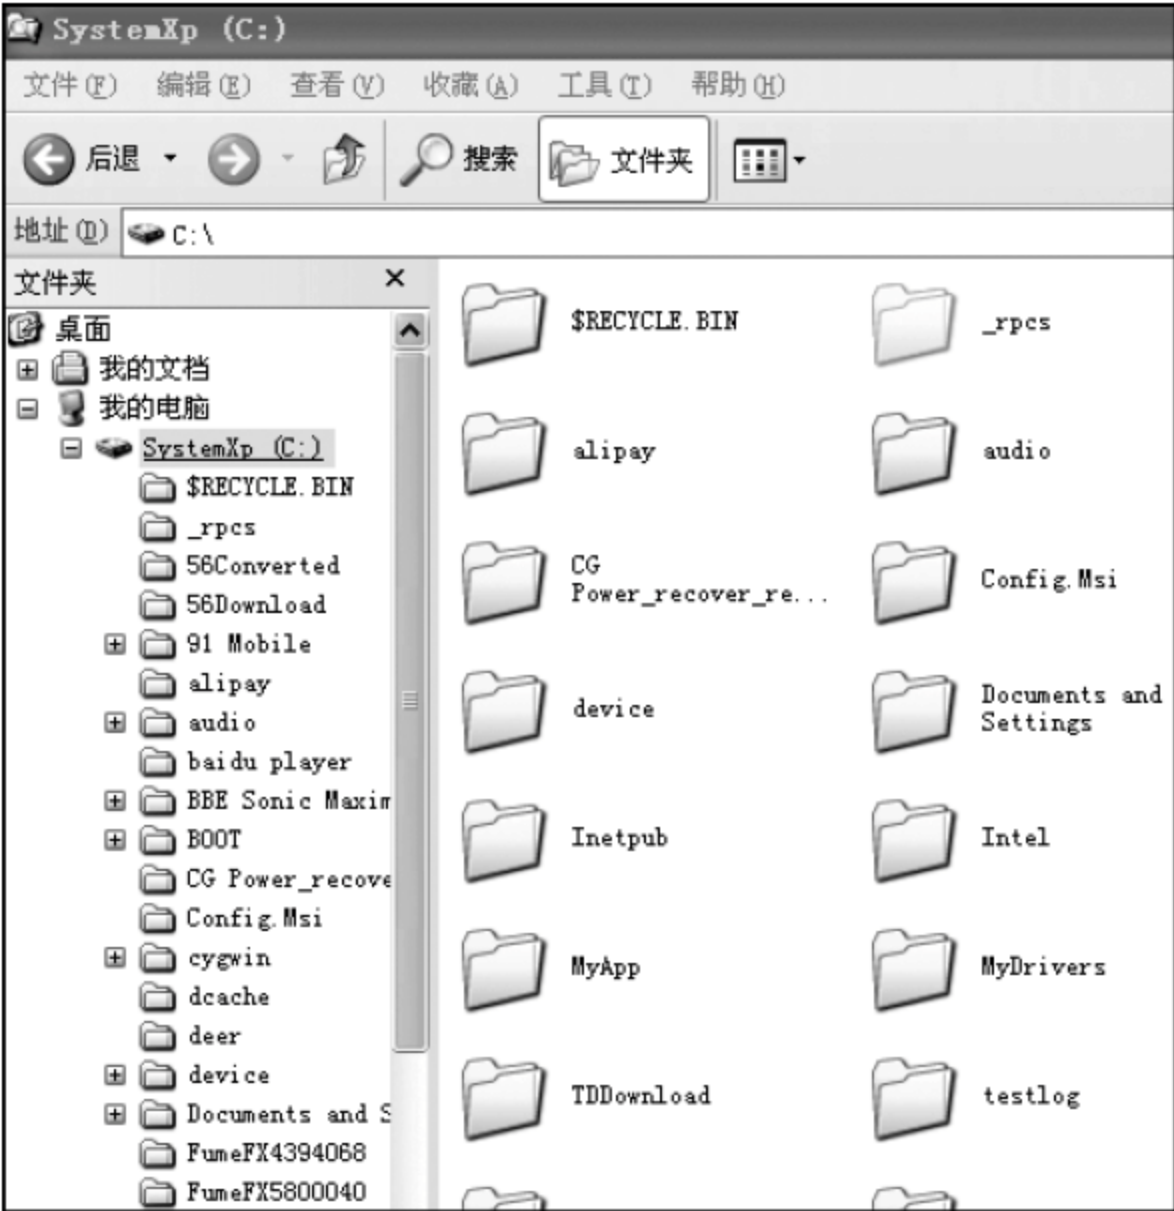 SystemXp (C:)
文件(F) 编辑(E) 查看(V) 收藏(A) 工具(T) 帮助(H)
后退 搜索 文件夹
地址(D) C:\
文件夹
桌面
我的文档
我的电脑
SystemXp (C:)
$RECYCLE.BIN
_rpcs
56Converted
56Download
91 Mobile
alipay
audio
baidu player
BBE Sonic Maxim
BOOT
CG Power_recove
Config.Msi
cygwin
dcache
deer
device
Documents and S
FumeFX4394068
FumeFX5800040
$RECYCLE.BIN
_rpcs
alipay
audio
CG
Power_recover_re...
Config.Msi
device
Documents and
Settings
Inetpub
Intel
MyApp
MyDrivers
TDDownload
testlog